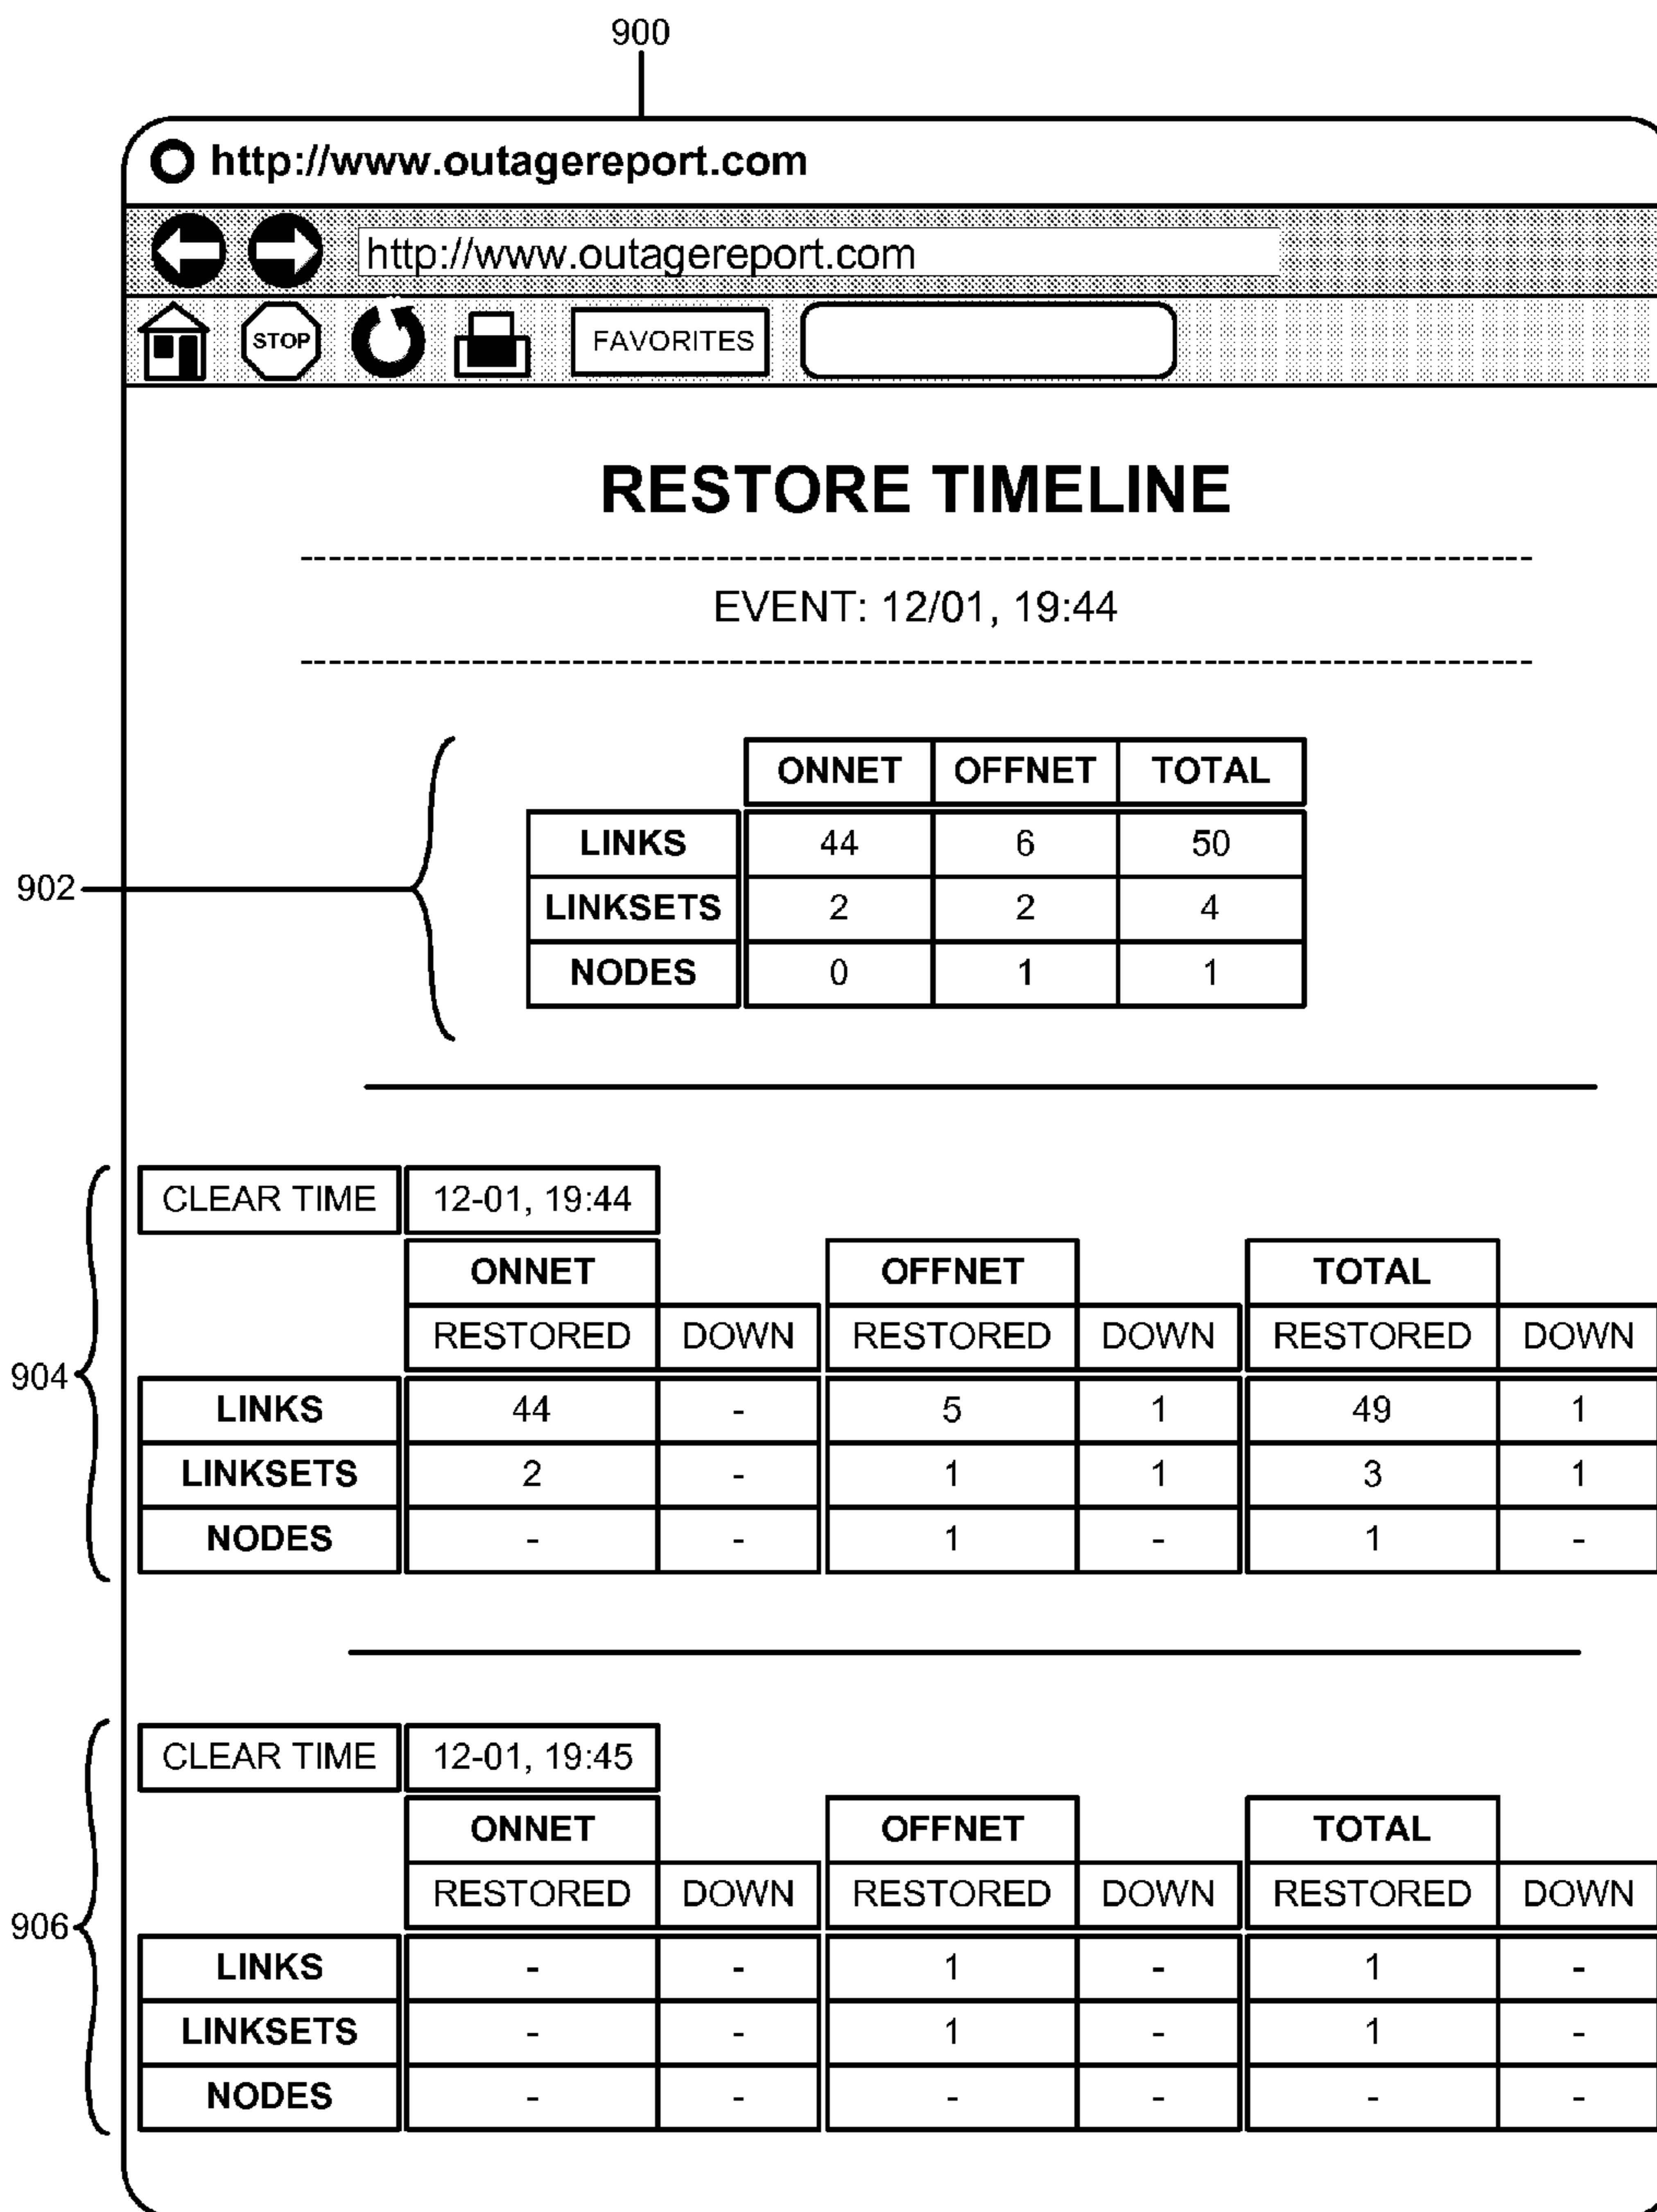 900
http://www.outagereport.com
http://www.outagereport.com
STOP FAVORITES
RESTORE TIMELINE
EVENT: 12/01, 19:44
902
ONNET OFFNET TOTAL
LINKS 44 6 50
LINKSETS 2 2 4
NODES 0 1 1
904
CLEAR TIME 12-01, 19:44
ONNET OFFNET TOTAL
RESTORED DOWN RESTORED DOWN RESTORED DOWN
LINKS 44 - 5 1 49 1
LINKSETS 2 - 1 1 3 1
NODES - - 1 - 1 -
906
CLEAR TIME 12-01, 19:45
ONNET OFFNET TOTAL
RESTORED DOWN RESTORED DOWN RESTORED DOWN
LINKS - - 1 - 1 -
LINKSETS - - 1 - 1 -
NODES - - - - - -